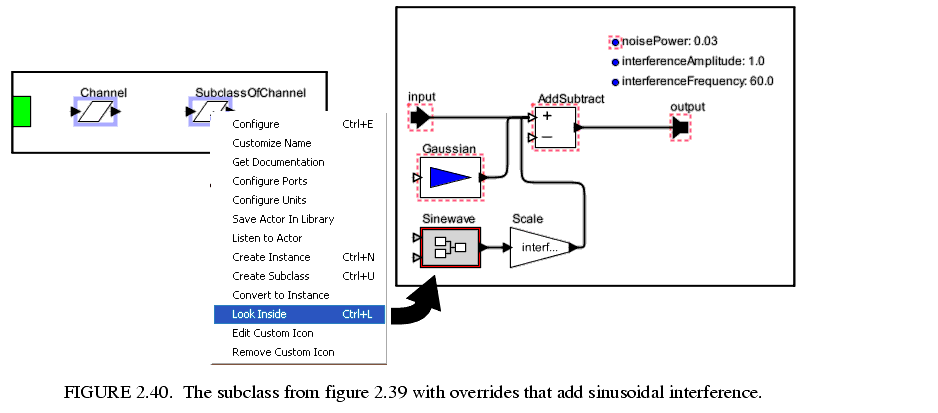 Channel
SubclassOfChannel
Configure Ctrl+E
Customize Name
Get Documentation
Configure Ports
Configure Units
Save Actor In Library
Listen to Actor
Create Instance Ctrl+N
Create Subclass Ctrl+U
Convert to Instance
Look Inside Ctrl+L
Edit Custom Icon
Remove Custom Icon
noisePower: 0.03
interferenceAmplitude: 1.0
interferenceFrequency: 60.0
input
AddSubtract
+
−
output
Gaussian
Sinewave
Scale
interf...
FIGURE 2.40. The subclass from figure 2.39 with overrides that add sinusoidal interference.